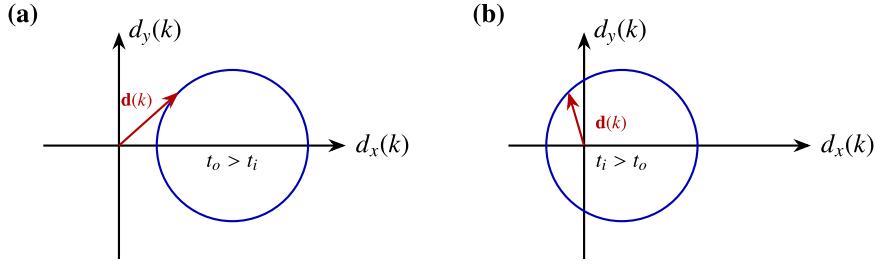 (a)
d_y(k)
d(k)
d_x(k)
t_o > t_i
(b)
d_y(k)
d(k)
d_x(k)
t_i > t_o